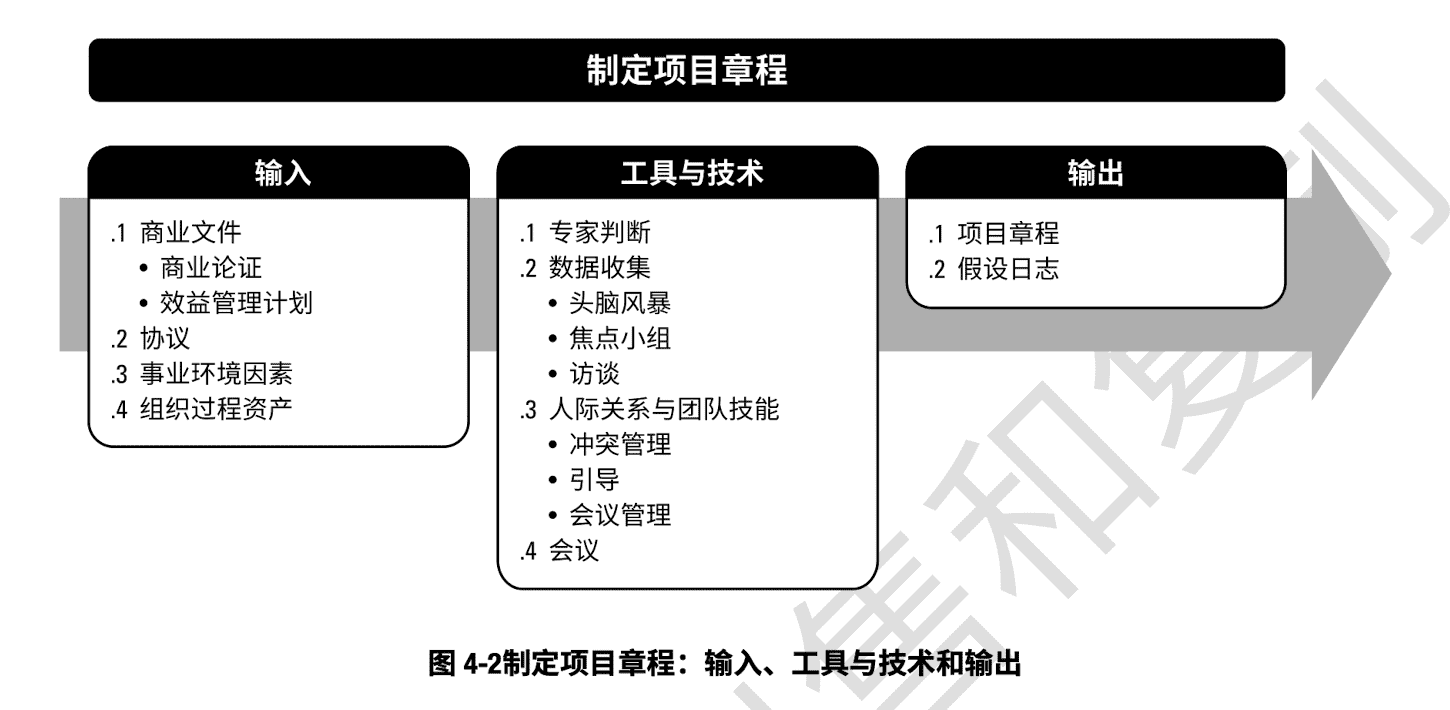 制定项目章程
输入
.1 商业文件
• 商业论证
• 效益管理计划
.2 协议
.3 事业环境因素
.4 组织过程资产
工具与技术
.1 专家判断
.2 数据收集
• 头脑风暴
• 焦点小组
• 访谈
.3 人际关系与团队技能
• 冲突管理
• 引导
• 会议管理
.4 会议
输出
.1 项目章程
.2 假设日志
图 4-2制定项目章程：输入、工具与技术和输出
售和复制